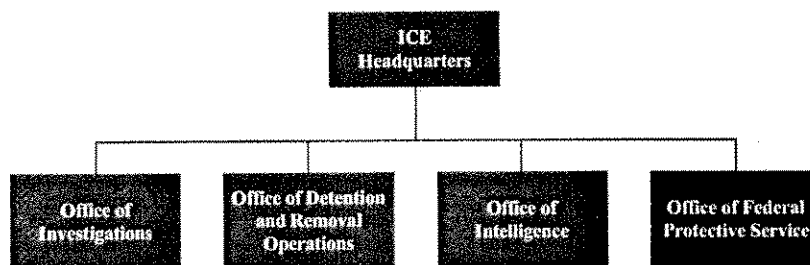 ICE
Headquarters
Office of
Investigations
Office of Detention
and Removal
Operations
Office of
Intelligence
Office of Federal
Protective Service